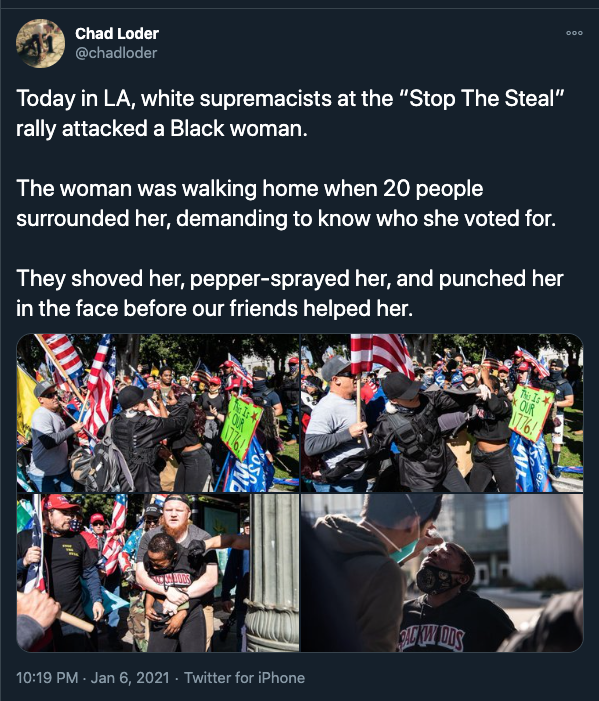 Chad Loder
@chadloder
Today in LA, white supremacists at the “Stop The Steal”
rally attacked a Black woman.
The woman was walking home when 20 people
surrounded her, demanding to know who she voted for.
They shoved her, pepper-sprayed her, and punched her
in the face before our friends helped her.
This Is
OUR
1776!
This Is
OUR
1776!
10:19 PM · Jan 6, 2021 · Twitter for iPhone